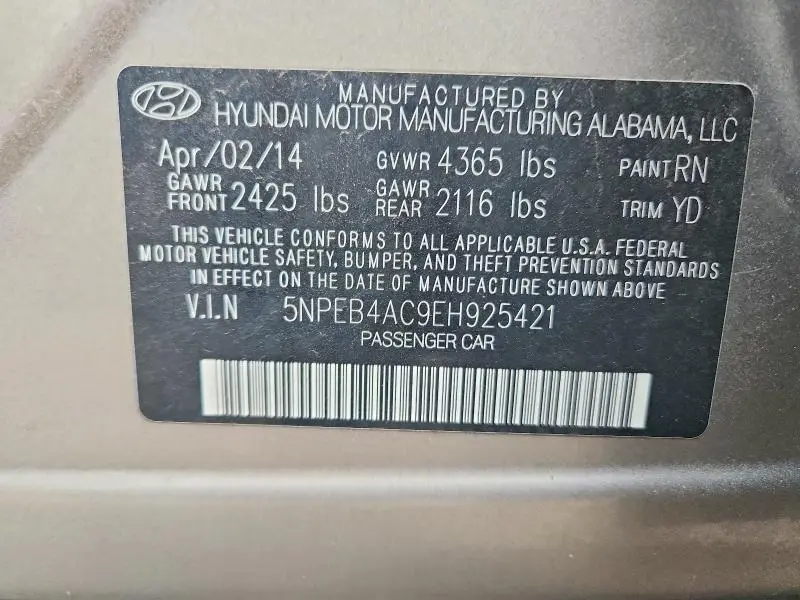 MANUFACTURED BY
HYUNDAI MOTOR MANUFACTURING ALABAMA, LLC
Apr/02/14 GVWR 4365 lbs PAINT RN
GAWR FRONT 2425 lbs GAWR REAR 2116 lbs TRIM YD
THIS VEHICLE CONFORMS TO ALL APPLICABLE U.S.A. FEDERAL
MOTOR VEHICLE SAFETY, BUMPER, AND THEFT PREVENTION STANDARDS
IN EFFECT ON THE DATE OF MANUFACTURE SHOWN ABOVE
V.I.N 5NPEB4AC9EH925421
PASSENGER CAR